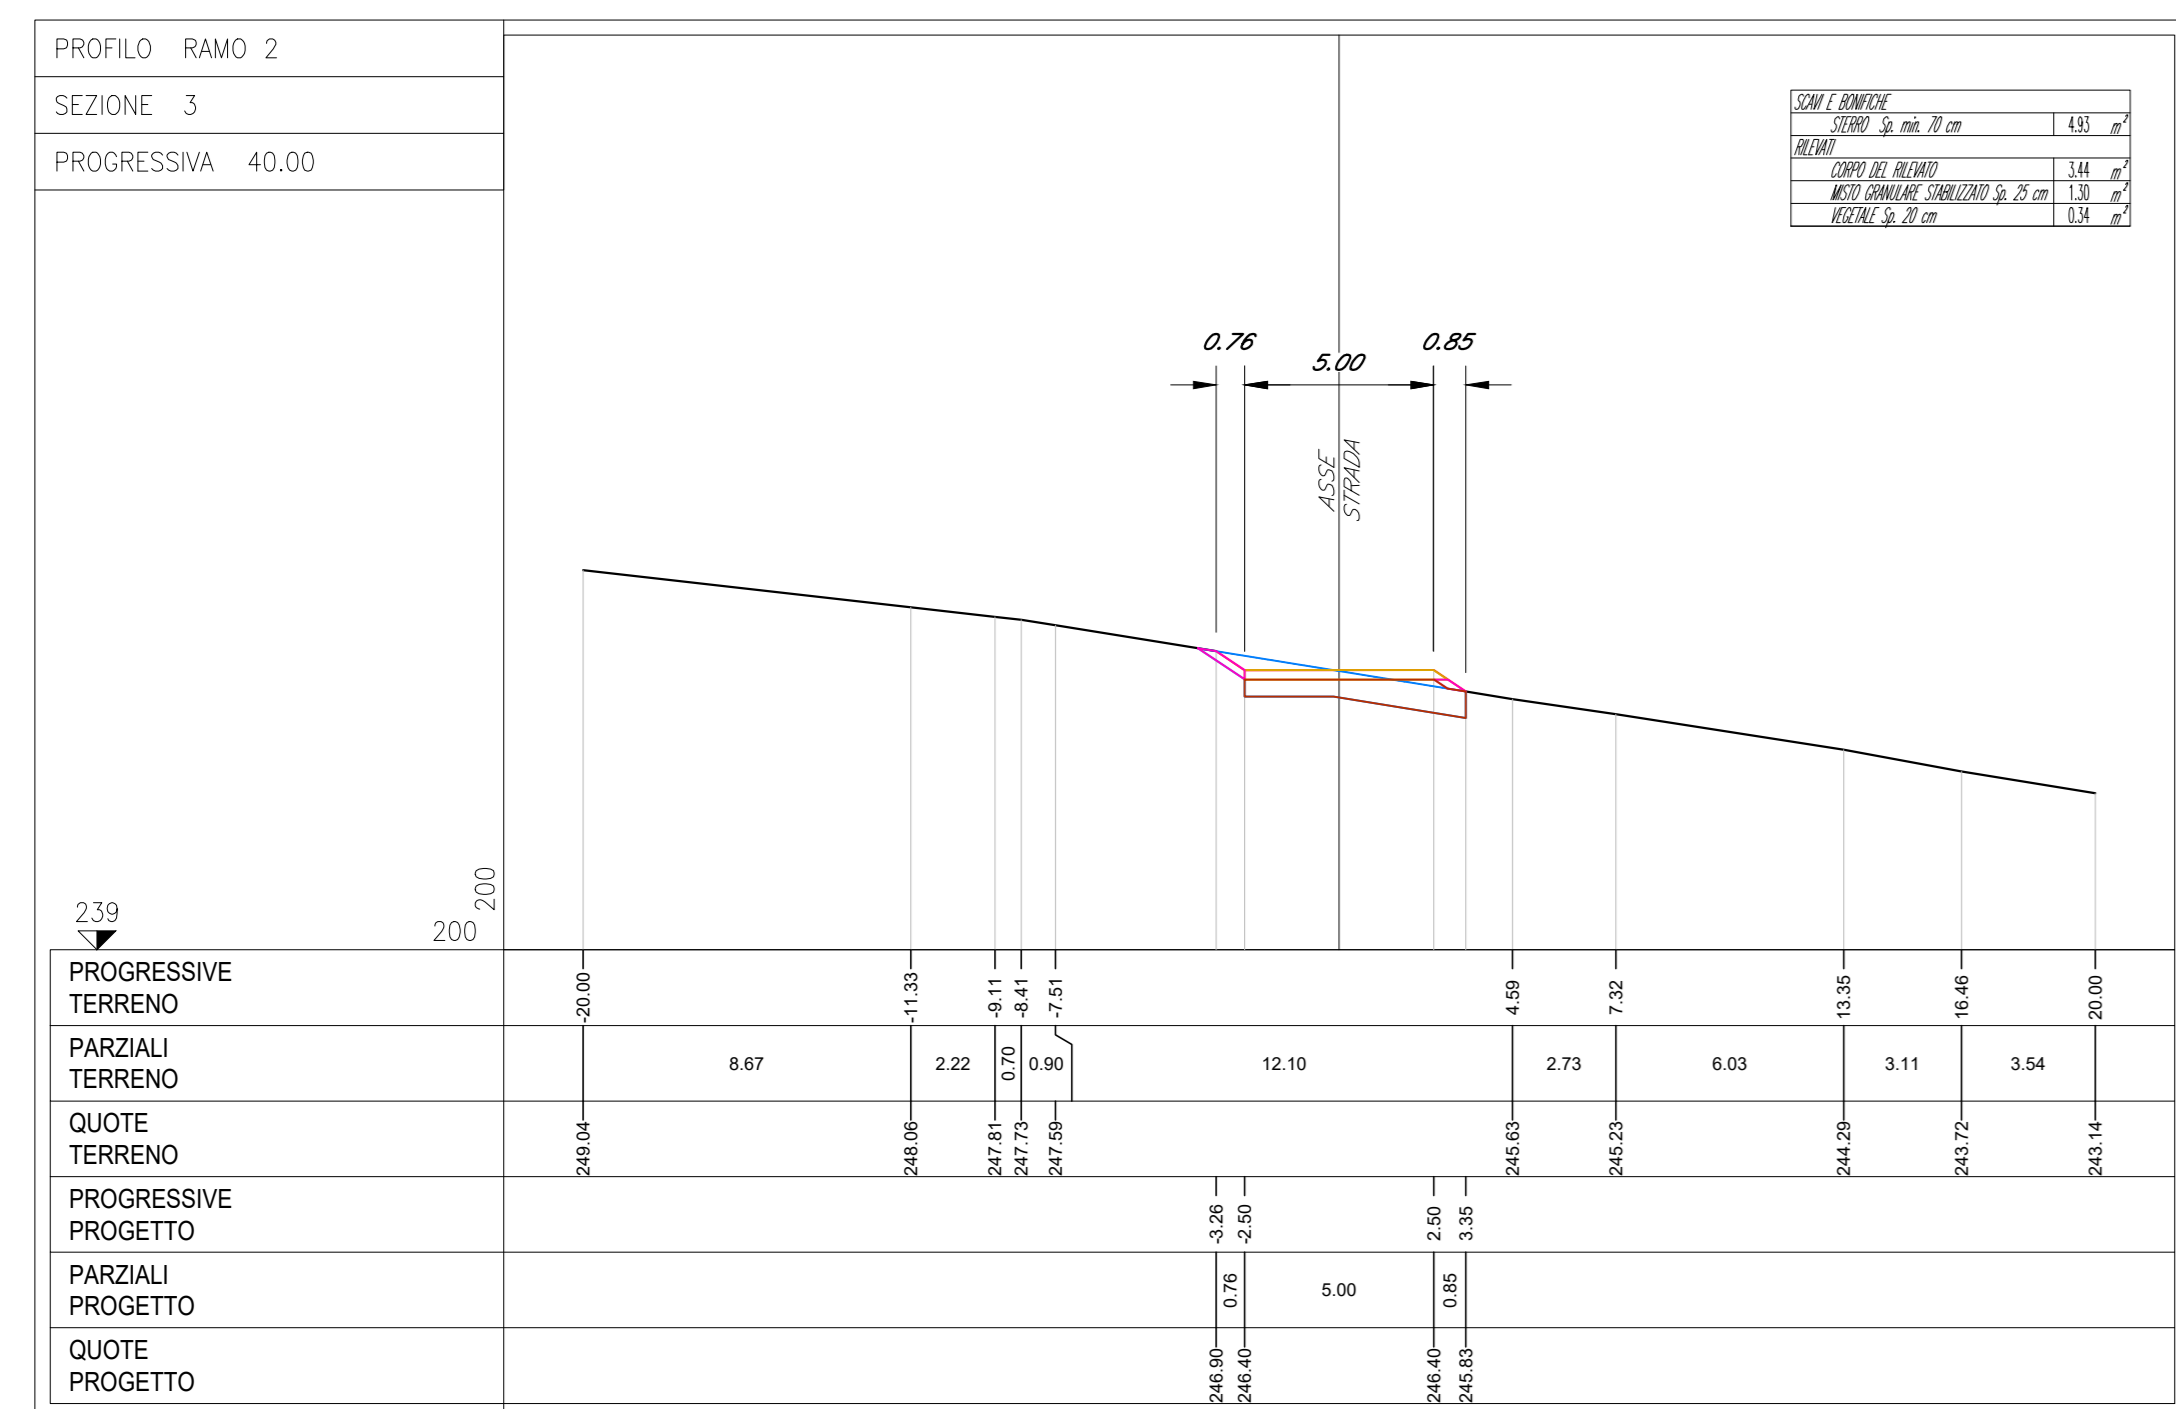 PROFILO RAMO 2
SEZIONE 3
PROGRESSIVA 40.00
SCAVI E BONIFICHE
STERRO Sp. min. 70 cm 4.93 m²
RILEVATI
CORPO DEL RILEVATO 3.44 m²
MISTO GRANULARE STABILIZZATO Sp. 25 cm 1.30 m²
VEGETALE Sp. 20 cm 0.34 m²
0.76 5.00 0.85
ASSE
STRADA
239
200
200
PROGRESSIVE
TERRENO
-20.00 -11.33 -9.11 -8.41 -7.51 4.59 7.32 13.35 16.46 20.00
PARZIALI
TERRENO
8.67 2.22 0.70 0.90 12.10 2.73 6.03 3.11 3.54
QUOTE
TERRENO
249.04 248.06 247.81 247.73 247.59 245.63 245.23 244.29 243.72 243.14
PROGRESSIVE
PROGETTO
-3.26 -2.50 2.50 3.35
PARZIALI
PROGETTO
0.76 5.00 0.85
QUOTE
PROGETTO
246.90 246.40 246.40 245.83